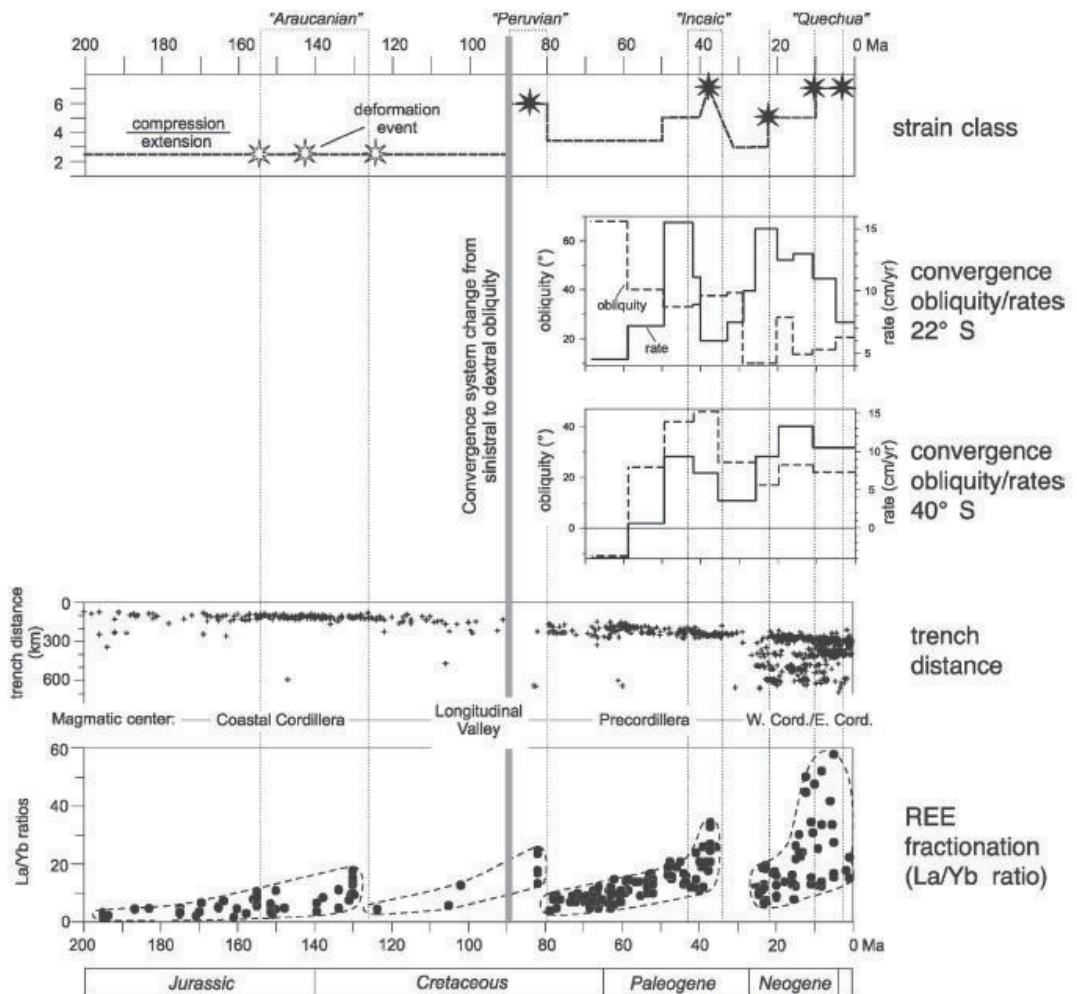 "Araucanian" "Peruvian" "Incaic" "Quechua"
200 180 160 140 120 100 80 60 40 20 0 Ma
6
4
2
compression
extension
deformation
event
strain class
Convergence system change from
sinistral to dextral obliquity
60
40
20
obliquity (°)
obliquity
rate
15
10
5
rate (cm/yr)
convergence
obliquity/rates
22° S
40
20
0
obliquity (°)
15
10
5
0
rate (cm/yr)
convergence
obliquity/rates
40° S
trench distance
(km)
0
300
600
trench
distance
Magmatic center: Coastal Cordillera Longitudinal Valley Precordillera W. Cord./E. Cord.
La/Yb ratios
60
40
20
0
REE
fractionation
(La/Yb ratio)
200 180 160 140 120 100 80 60 40 20 0 Ma
Jurassic Cretaceous Paleogene Neogene